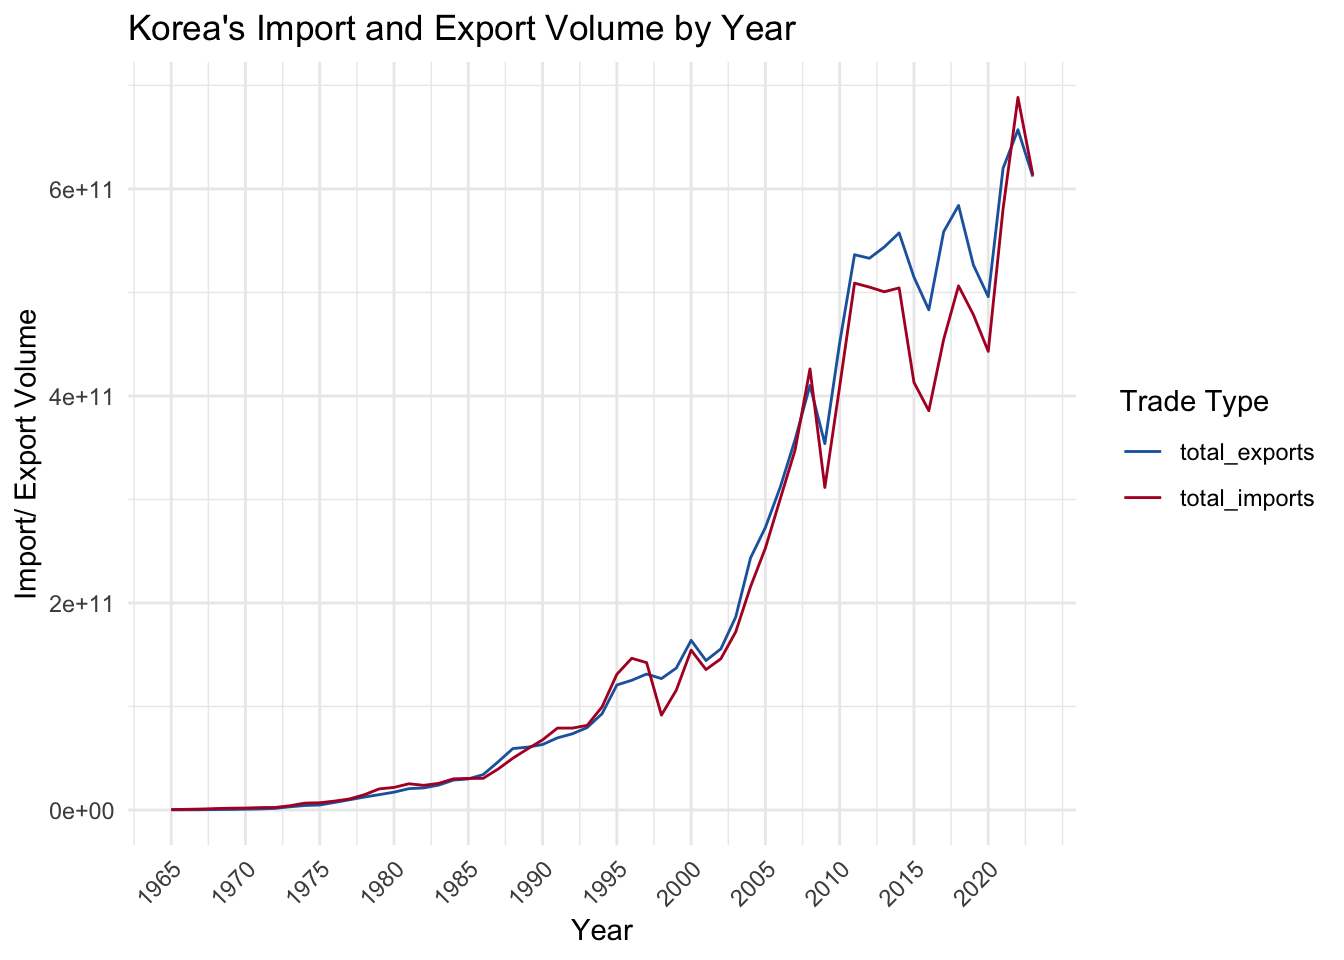 Korea's Import and Export Volume by Year
Import/ Export Volume
6e+11
4e+11
2e+11
0e+00
1965
1970
1975
1980
1985
1990
1995
2000
2005
2010
2015
2020
Year
Trade Type
total_exports
total_imports